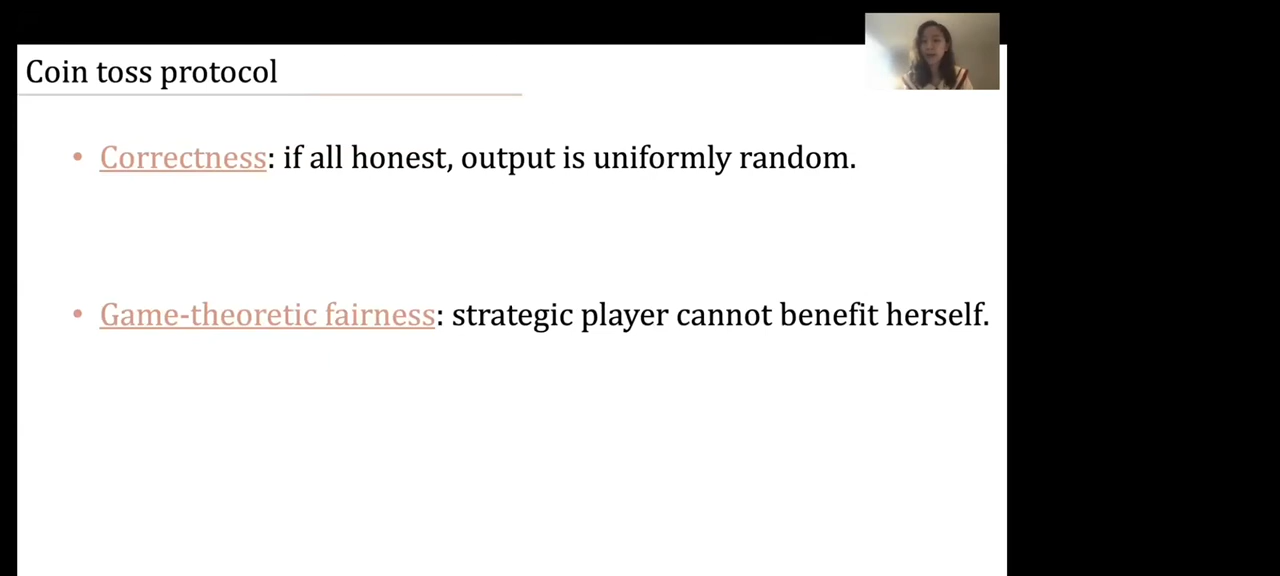 Coin toss protocol
• Correctness: if all honest, output is uniformly random.
• Game-theoretic fairness: strategic player cannot benefit herself.